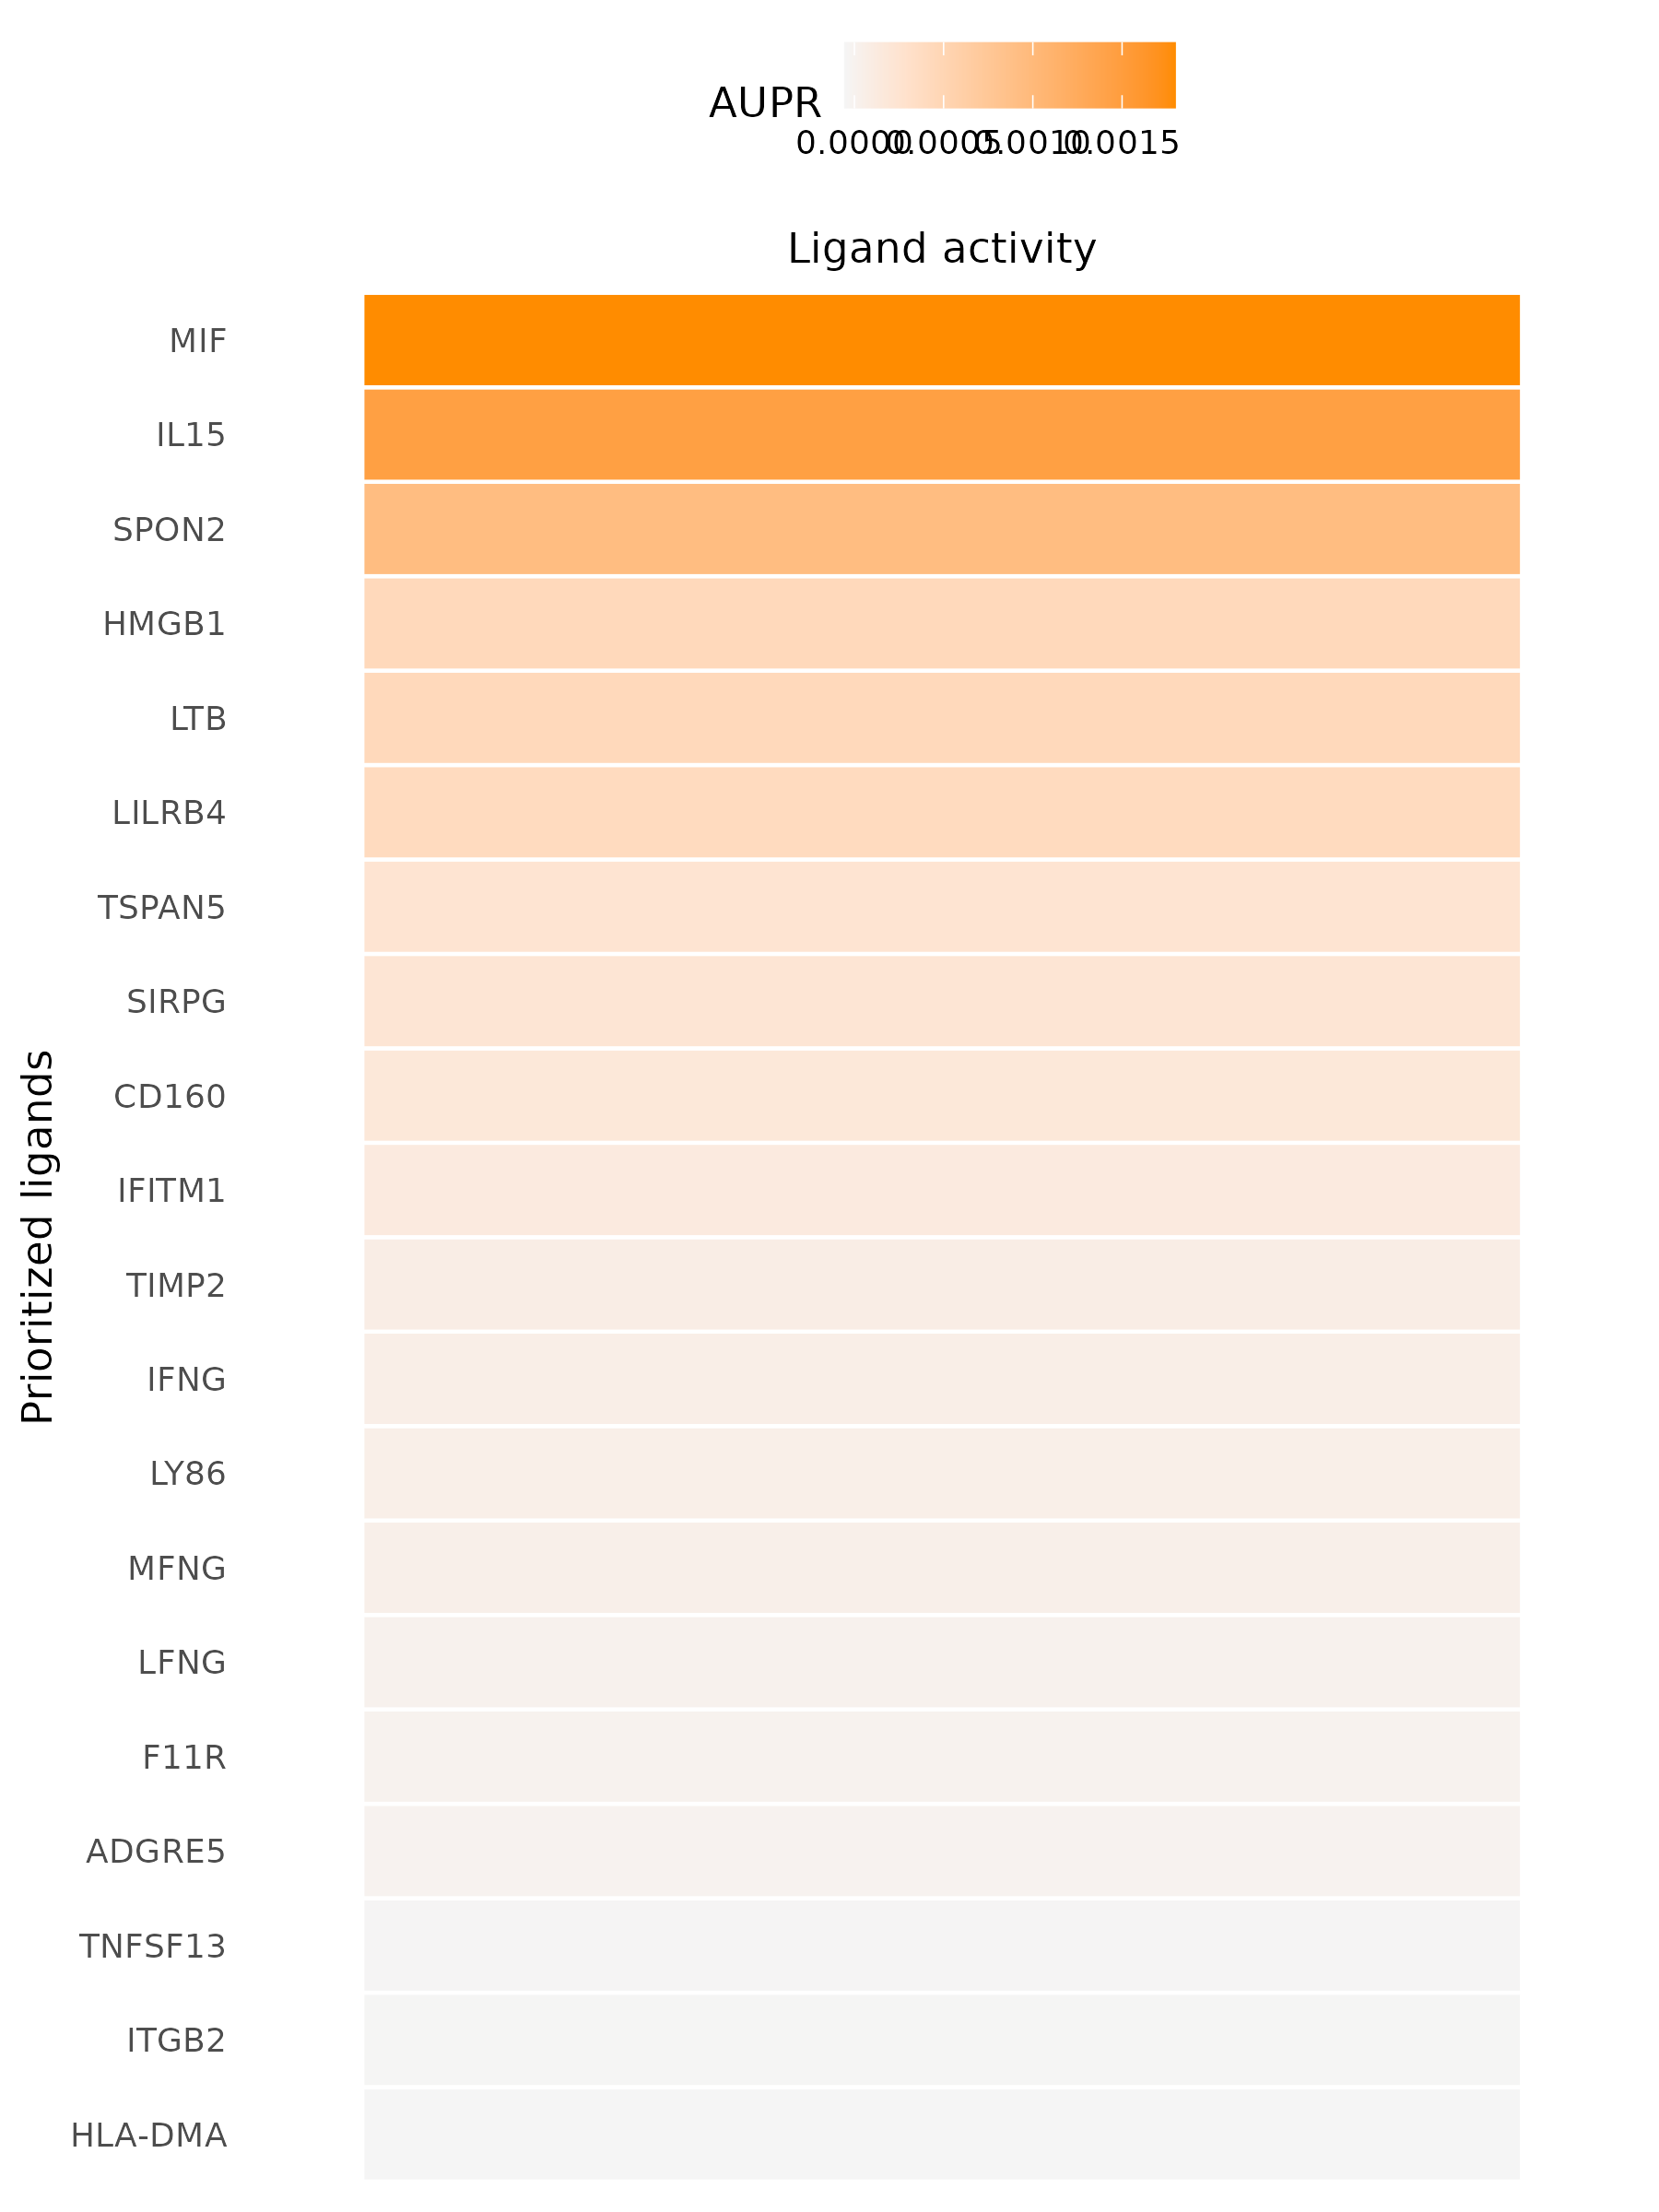 AUPR
0.0000 0.0005 0.0010 0.0015
Ligand activity
MIF
IL15
SPON2
HMGB1
LTB
LILRB4
TSPAN5
SIRPG
CD160
IFITM1
TIMP2
IFNG
LY86
MFNG
LFNG
F11R
ADGRE5
TNFSF13
ITGB2
HLA-DMA
Prioritized ligands